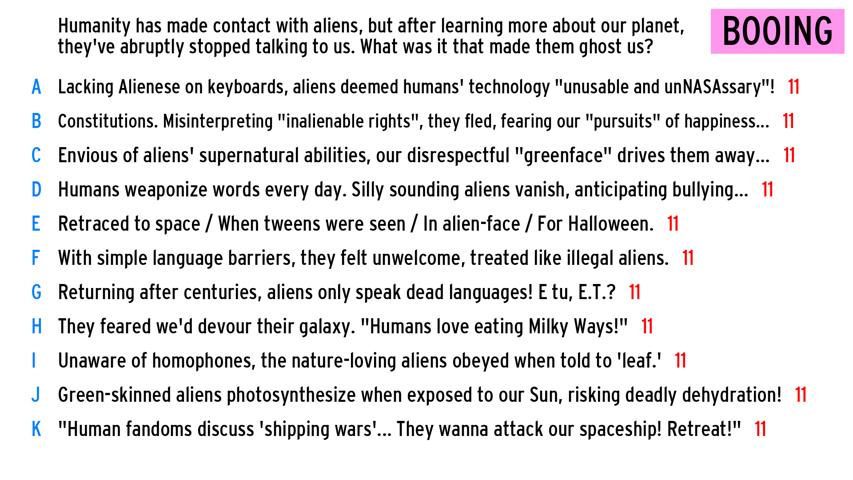 Humanity has made contact with aliens, but after learning more about our planet,
they've abruptly stopped talking to us. What was it that made them ghost us?
BOOING
A Lacking Alienese on keyboards, aliens deemed humans' technology "unusable and unNASAssary"! 11
B Constitutions. Misinterpreting "inalienable rights", they fled, fearing our "pursuits" of happiness... 11
C Envious of aliens' supernatural abilities, our disrespectful "greenface" drives them away... 11
D Humans weaponize words every day. Silly sounding aliens vanish, anticipating bullying... 11
E Retraced to space / When tweens were seen / In alien-face / For Halloween. 11
F With simple language barriers, they felt unwelcome, treated like illegal aliens. 11
G Returning after centuries, aliens only speak dead languages! E tu, E.T.? 11
H They feared we'd devour their galaxy. "Humans love eating Milky Ways!" 11
I Unaware of homophones, the nature-loving aliens obeyed when told to 'leaf.' 11
J Green-skinned aliens photosynthesize when exposed to our Sun, risking deadly dehydration! 11
K "Human fandoms discuss 'shipping wars'... They wanna attack our spaceship! Retreat!" 11